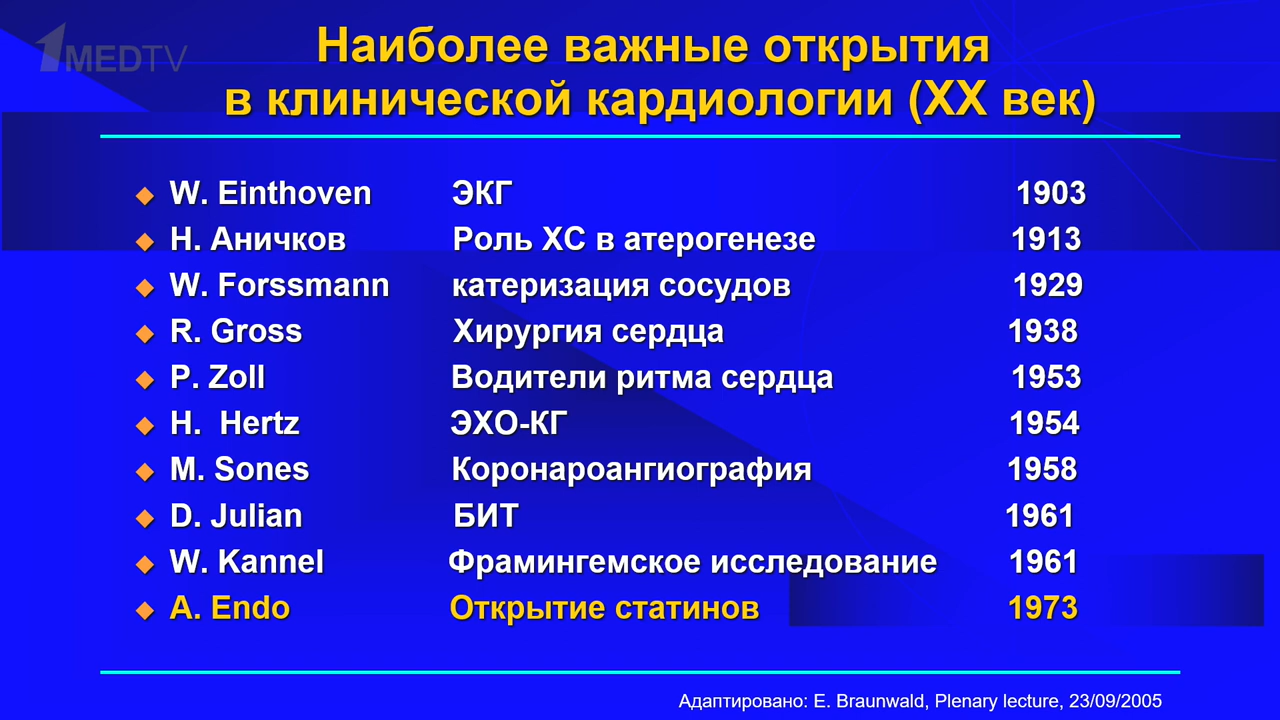 1MEDTV
Наиболее важные открытия
в клинической кардиологии (XX век)
W. Einthoven ЭКГ 1903
Н. Аничков Роль ХС в атерогенезе 1913
W. Forssmann катеризация сосудов 1929
R. Gross Хирургия сердца 1938
P. Zoll Водители ритма сердца 1953
H. Hertz ЭХО-КГ 1954
M. Sones Коронароангиография 1958
D. Julian БИТ 1961
W. Kannel Фрамингемское исследование 1961
A. Endo Открытие статинов 1973
Адаптировано: E. Braunwald, Plenary lecture, 23/09/2005